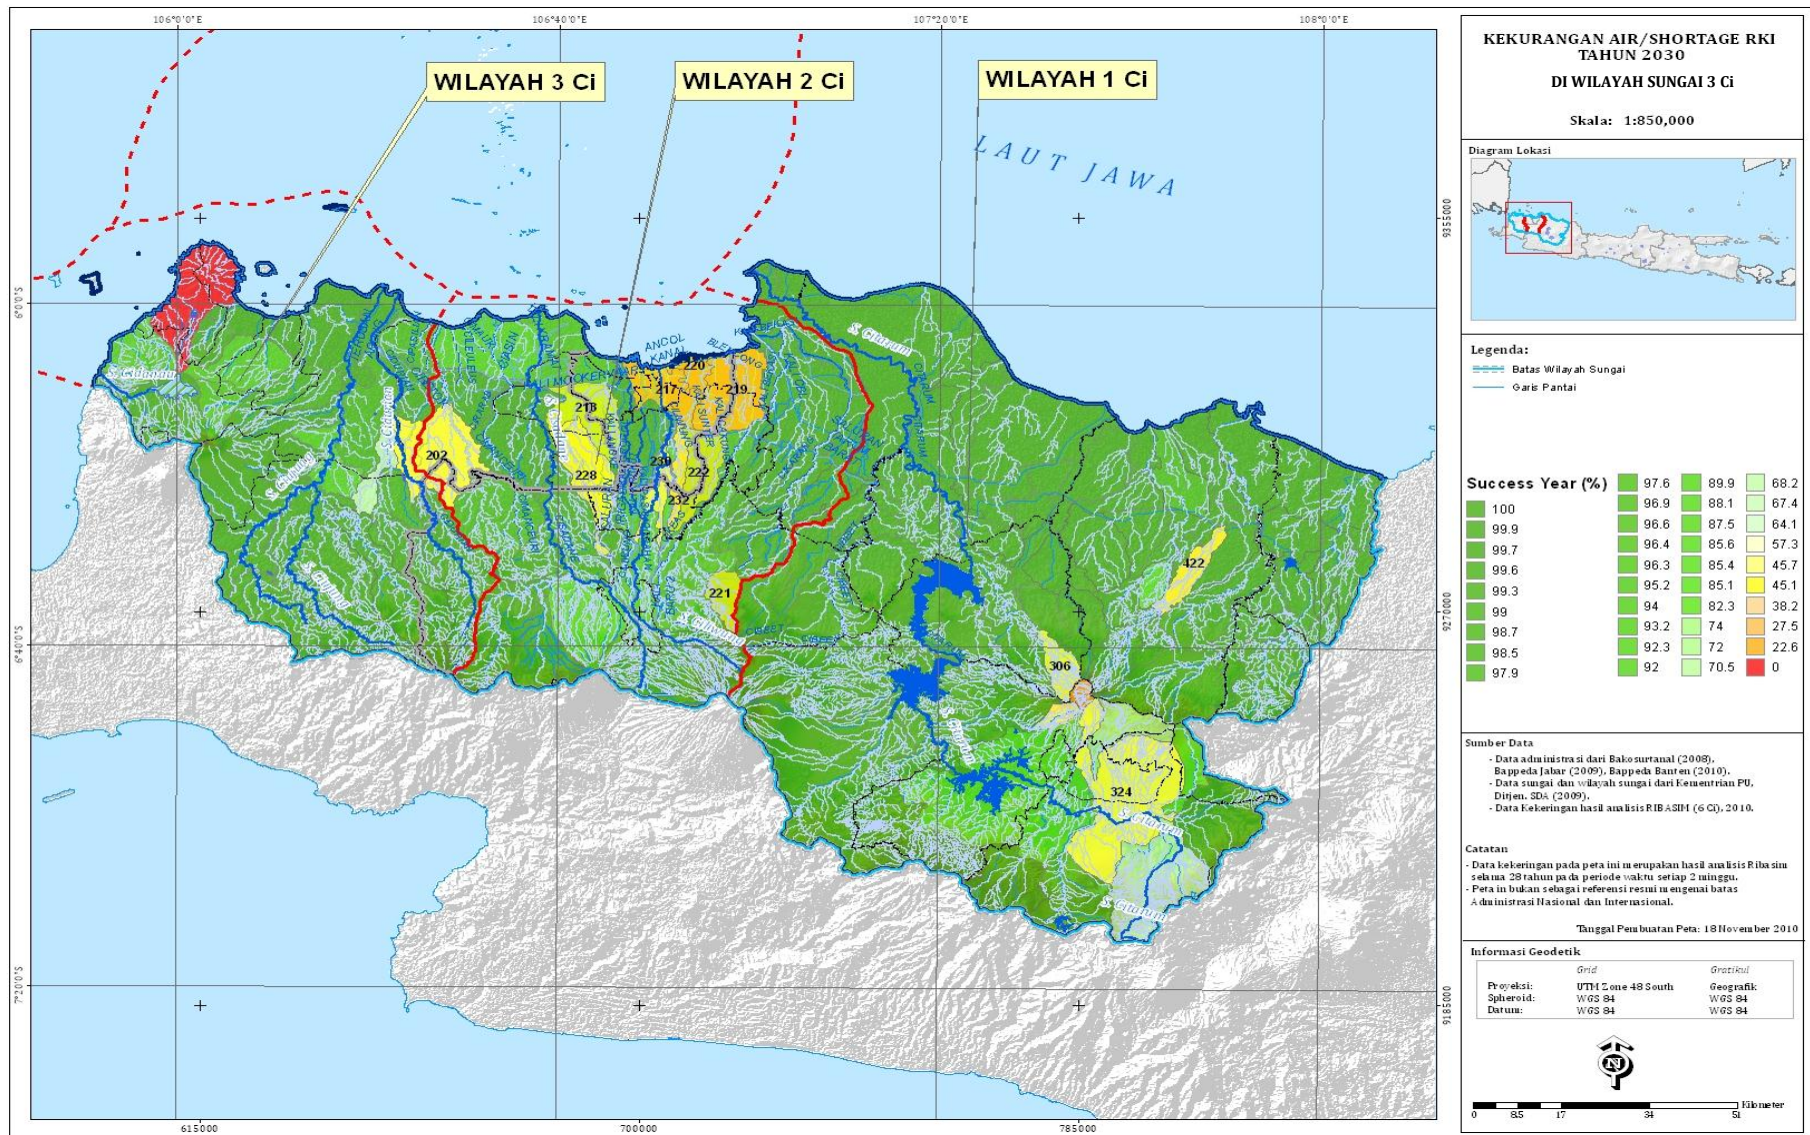 106°0'0"E
106°40'0"E
107°20'0"E
108°0'0"E
WILAYAH 3 Ci
WILAYAH 2 Ci
WILAYAH 1 Ci
LAUT JAWA
9355000
6°0'0"S
ANCOL
KANAL
S. Citarum
S. Cidanau
220
217
219
213
202
228
230
222
232
422
221
9270000
6°40'0"S
CIBEET
306
324
S. Citarum
S. Citarum
7°20'0"S
9185000
615000
700000
785000
KEKURANGAN AIR/SHORTAGE RKI
TAHUN 2030
DI WILAYAH SUNGAI 3 Ci
Skala: 1:850,000
Diagram Lokasi
Legenda:
Batas Wilayah Sungai
Garis Pantai
Success Year (%)
100
99.9
99.7
99.6
99.3
99
98.7
98.5
97.9
97.6
96.9
96.6
96.4
96.3
95.2
94
93.2
92.3
92
89.9
88.1
87.5
85.6
85.4
85.1
82.3
74
72
70.5
68.2
67.4
64.1
57.3
45.7
45.1
38.2
27.5
22.6
0
Sumber Data
- Data administrasi dari Bakosurtanal (2008),
Bappeda Jabar (2009), Bappeda Banten (2010).
- Data sungai dan wilayah sungai dari Kementrian PU,
Ditjen. SDA (2009).
- Data Kekeringan hasil analisis RIBASIM (6 Ci), 2010.
Catatan
- Data kekeringan pada peta ini merupakan hasil analisis Ribasim
selama 28 tahun pada periode waktu setiap 2 minggu.
- Peta in bukan sebagai referensi resmi mengenai batas
Administrasi Nasional dan Internasional.
Tanggal Pembuatan Peta: 18 November 2010
Informasi Geodetik
Grid Gratikul
Proyeksi: UTM Zone 48 South Geografik
Spheroid: WGS 84 WGS 84
Datum: WGS 84 WGS 84
N
0 8.5 17 34 51 Kilometer